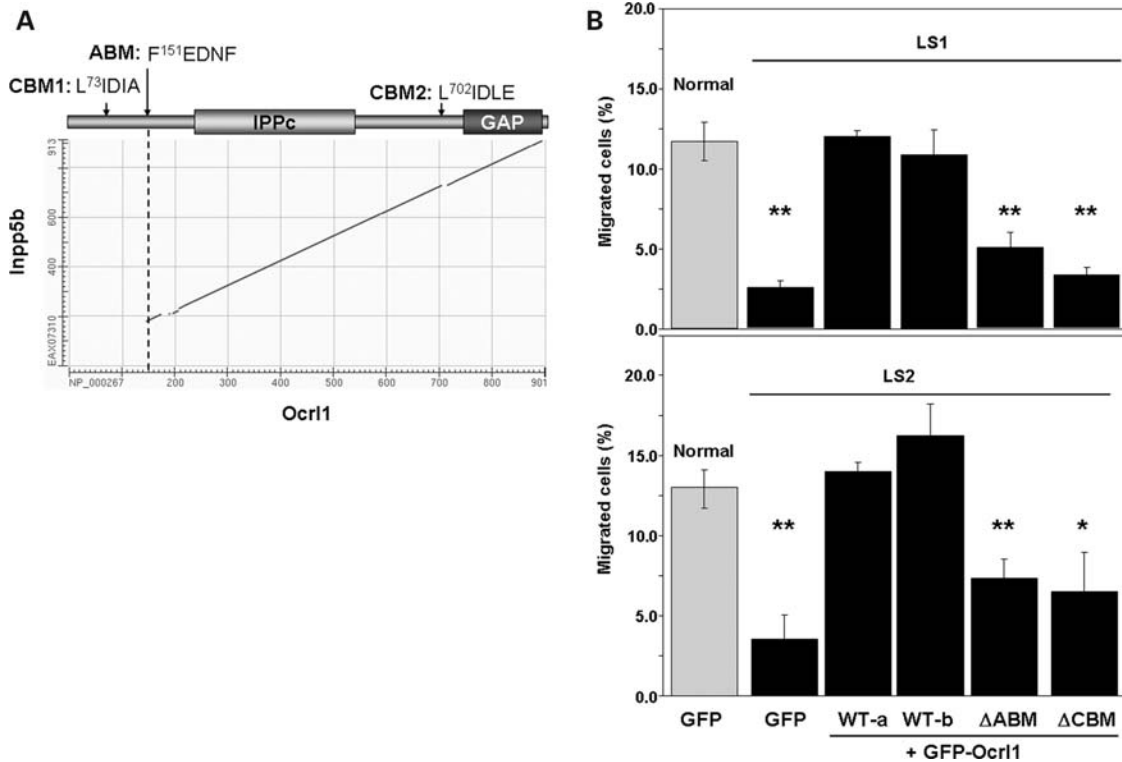 A
ABM: F151EDNF
CBM1: L73IDIA
CBM2: L702IDLE
IPPc
GAP
Inpp5b
913
600
400
EAX07310
NP_000267
200
300
400
500
600
700
800
901
Ocrl1
B
20.0
LS1
Normal
15.0
10.0
5.0
0.0
Migrated cells (%)
**
**
**
20.0
LS2
Normal
15.0
10.0
5.0
0.0
Migrated cells (%)
**
**
*
GFP GFP WT-a WT-b ΔABM ΔCBM
+ GFP-Ocrl1